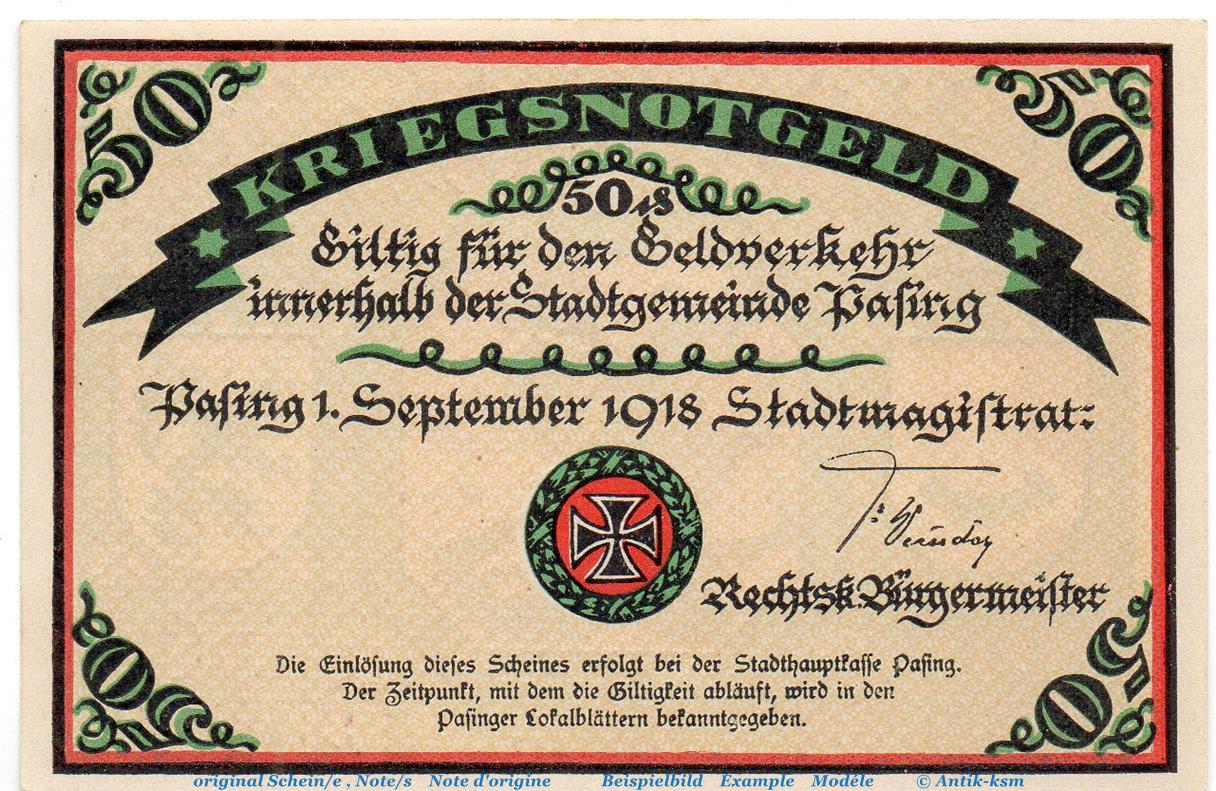 50
50
KRIEGSNOTGELD
50 ₰
Giltig für den Geldverkehr
innerhalb der Stadtgemeinde Pasing
Pasing 1. September 1918 Stadtmagistrat:
Rechtsk. Bürgermeister
Die Einlösung dieses Scheines erfolgt bei der Stadthauptkasse Pasing.
Der Zeitpunkt, mit dem die Giltigkeit abläuft, wird in den
Pasinger Lokalblättern bekanntgegeben.
50
50
original Schein/e , Note/s Note d'origine Beispielbild Example Modéle © Antik-ksm